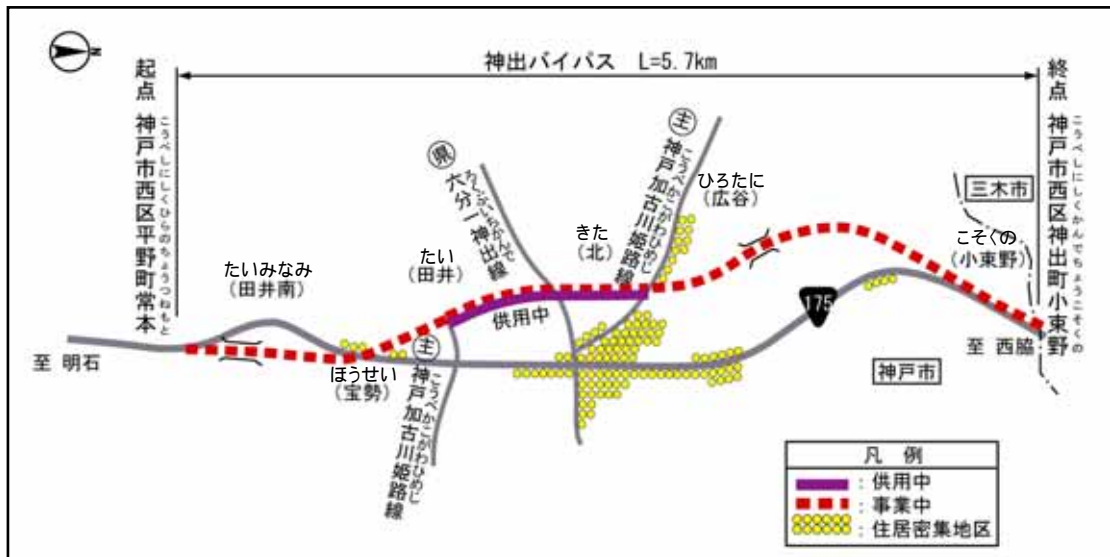 N
神出バイパス L=5.7km
起点
神戸市西区平野町常本
こうべしにしくひらのちょうつねもと
終点
神戸市西区神出町小東野
こうべしにしくかんでちょうこそくの
県
六分一神出線
ろくぶいちかんで
主
神戸加古川姫路線
こうべかこがわひめじ
ひろたに
(広谷)
三木市
こそくの
(小東野)
きた
(北)
たい
(田井)
たいみなみ
(田井南)
供用中
175
至 明石
至 西脇
ほうせい
(宝勢)
主
神戸加古川姫路線
こうべかこがわひめじ
神戸市
凡 例
:供用中
:事業中
:住居密集地区